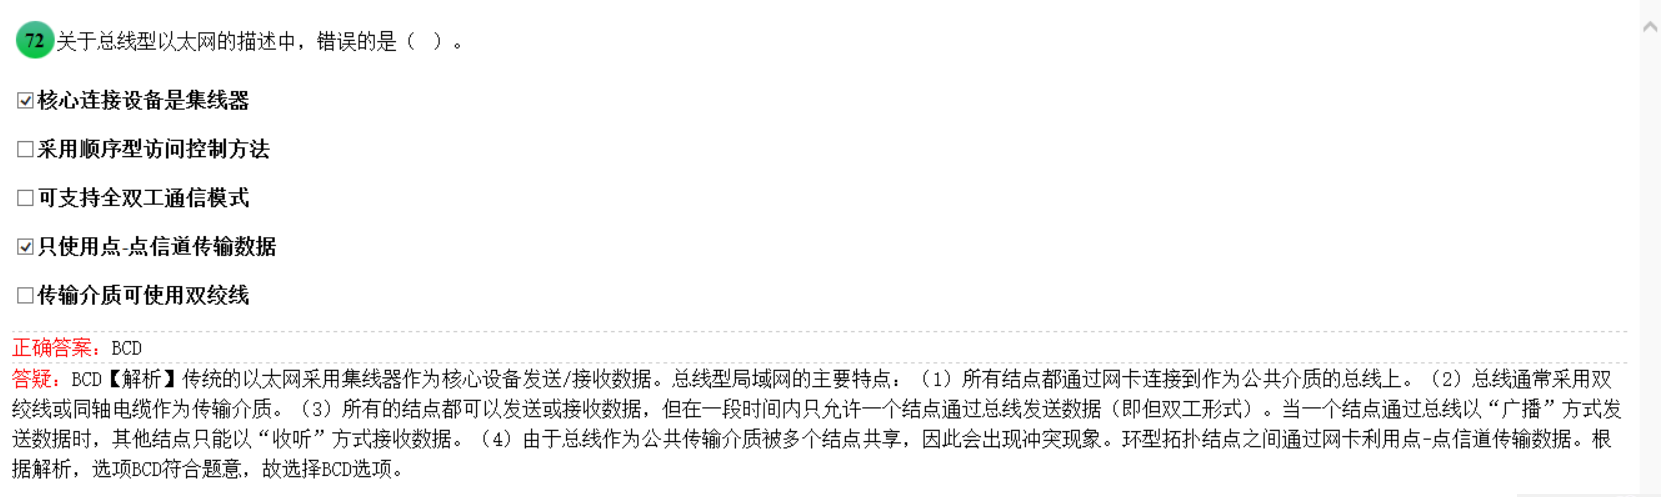 72 关于总线型以太网的描述中，错误的是（ ）。
核心连接设备是集线器
采用顺序型访问控制方法
可支持全双工通信模式
只使用点-点信道传输数据
传输介质可使用双绞线
正确答案：BCD
答疑：BCD【解析】传统的以太网采用集线器作为核心设备发送/接收数据。总线型局域网的主要特点：（1）所有结点都通过网卡连接到作为公共介质的总线上。（2）总线通常采用双
绞线或同轴电缆作为传输介质。（3）所有的结点都可以发送或接收数据，但在一段时间内只允许一个结点通过总线发送数据（即但双工形式）。当一个结点通过总线以“广播”方式发
送数据时，其他结点只能以“收听”方式接收数据。（4）由于总线作为公共传输介质被多个结点共享，因此会出现冲突现象。环型拓扑结点之间通过网卡利用点-点信道传输数据。根
据解析，选项BCD符合题意，故选择BCD选项。